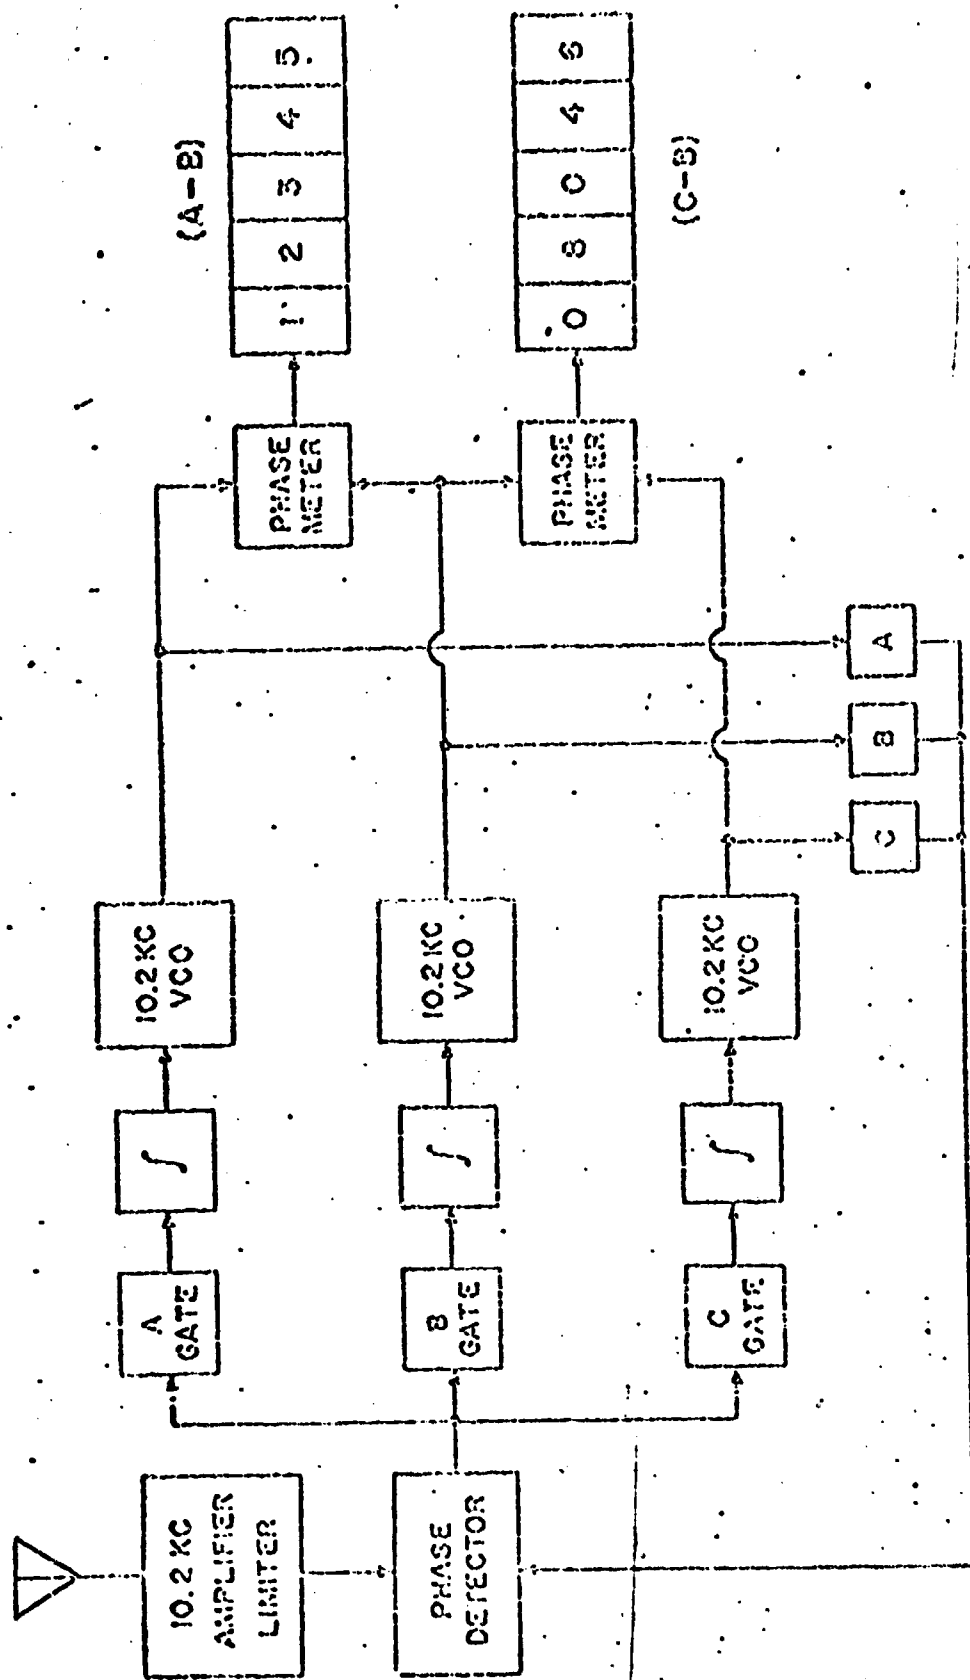 10.2 KC
AMPLIFIER
LIMITER
PHASE
DETECTOR
A
GATE
B
GATE
C
GATE
∫
∫
∫
10.2 KC
VCO
10.2 KC
VCO
10.2 KC
VCO
C
B
A
PHASE
METER
PHASE
METER
1 2 3 4 5
(A-B)
0 8 0 4 6
(C-B)